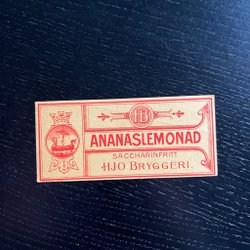 HB
ANANASLEMONAD
SACCHARINFRITT
HJO BRYGGERI.